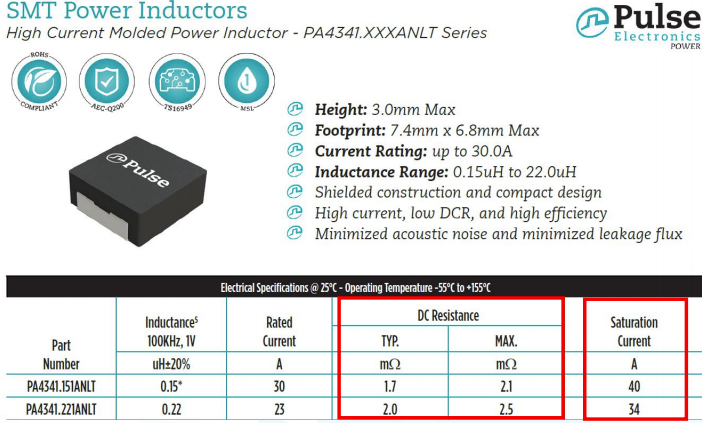 SMT Power Inductors
High Current Molded Power Inductor - PA4341.XXXANLT Series
Pulse
Electronics
POWER
ROHS
COMPLIANT
AEC-Q200
TS16949
1
MSL
Pulse
Height: 3.0mm Max
Footprint: 7.4mm x 6.8mm Max
Current Rating: up to 30.0A
Inductance Range: 0.15uH to 22.0uH
Shielded construction and compact design
High current, low DCR, and high efficiency
Minimized acoustic noise and minimized leakage flux
Electrical Specifications @ 25°C - Operating Temperature -55°C to +155°C
Part Number Inductance⁵ 100KHz, 1V Rated Current DC Resistance Saturation Current
TYP. MAX.
uH±20% A mΩ mΩ A
PA4341.151ANLT 0.15* 30 1.7 2.1 40
PA4341.221ANLT 0.22 23 2.0 2.5 34